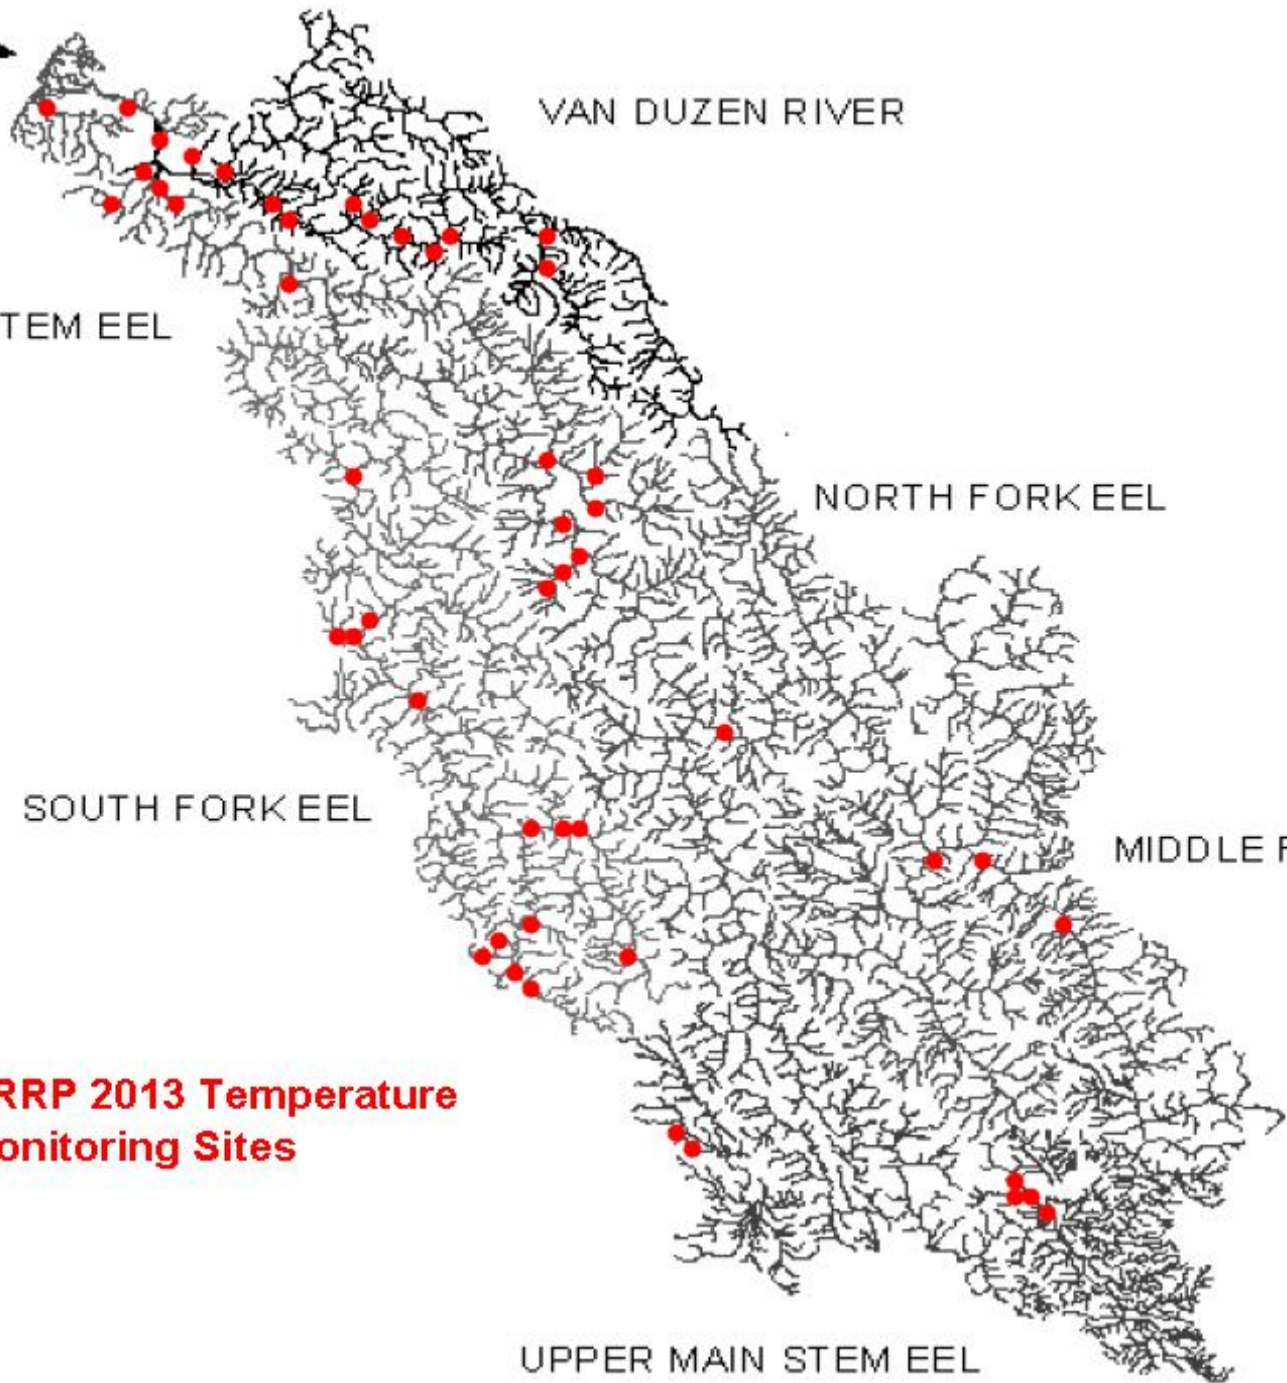 VAN DUZEN RIVER
TEM EEL
NORTH FORK EEL
SOUTH FORK EEL
MIDDLE F
RRP 2013 Temperature
onitoring Sites
UPPER MAIN STEM EEL